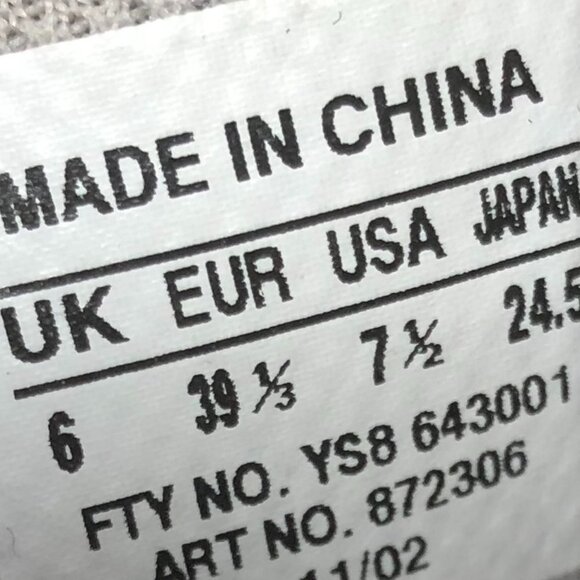 MADE IN CHINA
UK EUR USA JAPAN
6 39 1/3 7 1/2 24.5
FTY NO. YS8 643001
ART NO. 872306
11/02